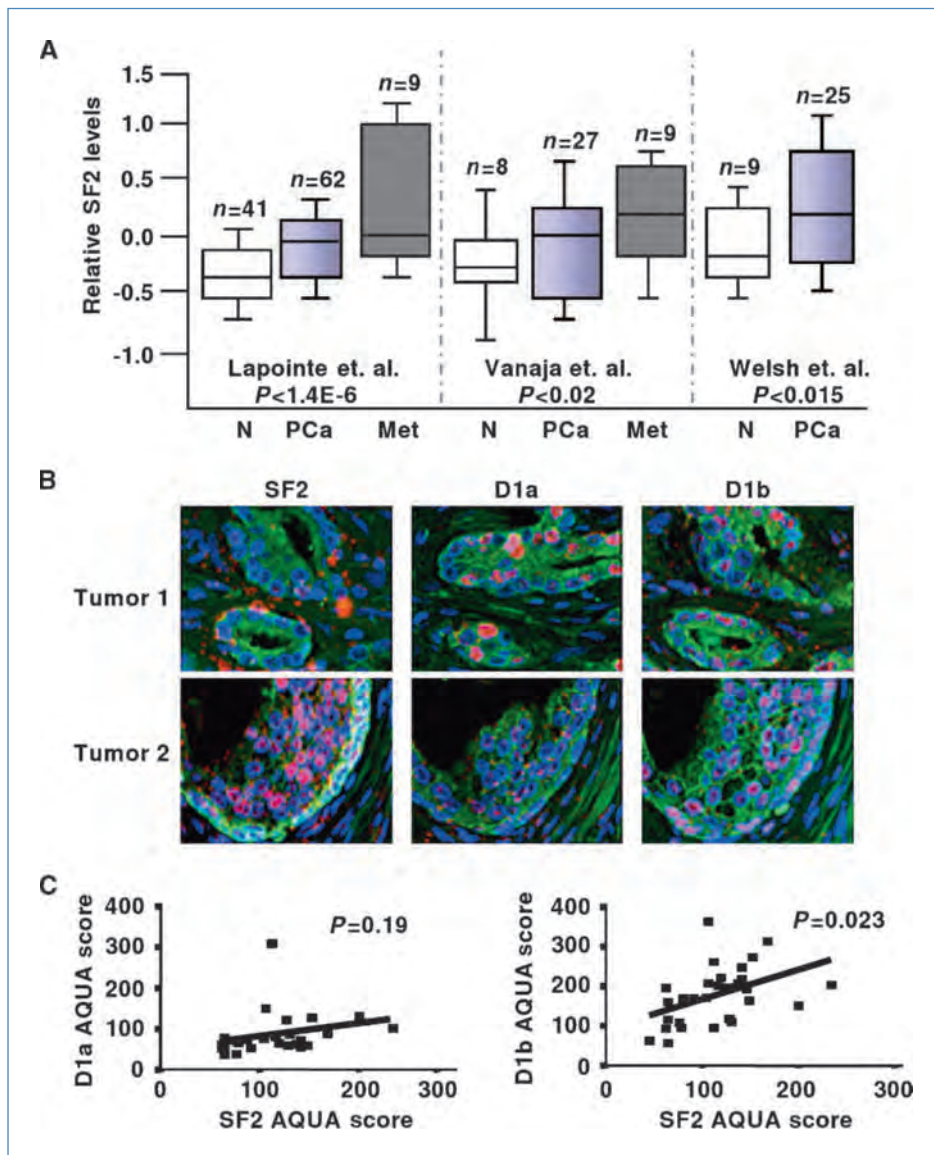 A
Relative SF2 levels
1.5
1.0
0.5
0.0
-0.5
-1.0
n=41
n=62
n=9
n=8
n=27
n=9
n=9
n=25
Lapointe et. al.
P<1.4E-6
Vanaja et. al.
P<0.02
Welsh et. al.
P<0.015
N PCa Met N PCa Met N PCa
B
SF2 D1a D1b
Tumor 1
Tumor 2
C
D1a AQUA score
400
300
200
100
0
P=0.19
0 100 200 300
SF2 AQUA score
D1b AQUA score
400
300
200
100
0
P=0.023
0 100 200 300
SF2 AQUA score